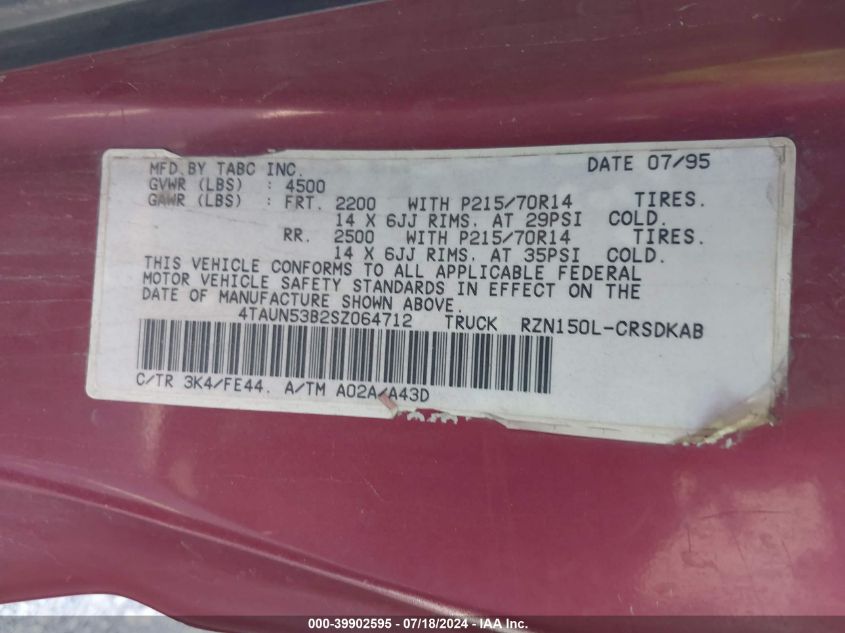 MFD.BY TABC INC. DATE 07/95
GVWR (LBS) : 4500
GAWR (LBS) : FRT. 2200 WITH P215/70R14 TIRES.
14 X 6JJ RIMS. AT 29PSI COLD.
RR. 2500 WITH P215/70R14 TIRES.
14 X 6JJ RIMS. AT 35PSI COLD.
THIS VEHICLE CONFORMS TO ALL APPLICABLE FEDERAL
MOTOR VEHICLE SAFETY STANDARDS IN EFFECT ON THE
DATE OF MANUFACTURE SHOWN ABOVE.
4TAUN53B2SZ064712 TRUCK RZN150L-CRSDKAB
C/TR 3K4/FE44. A/TM A02A/A43D
000-39902595 - 07/18/2024 - IAA Inc.